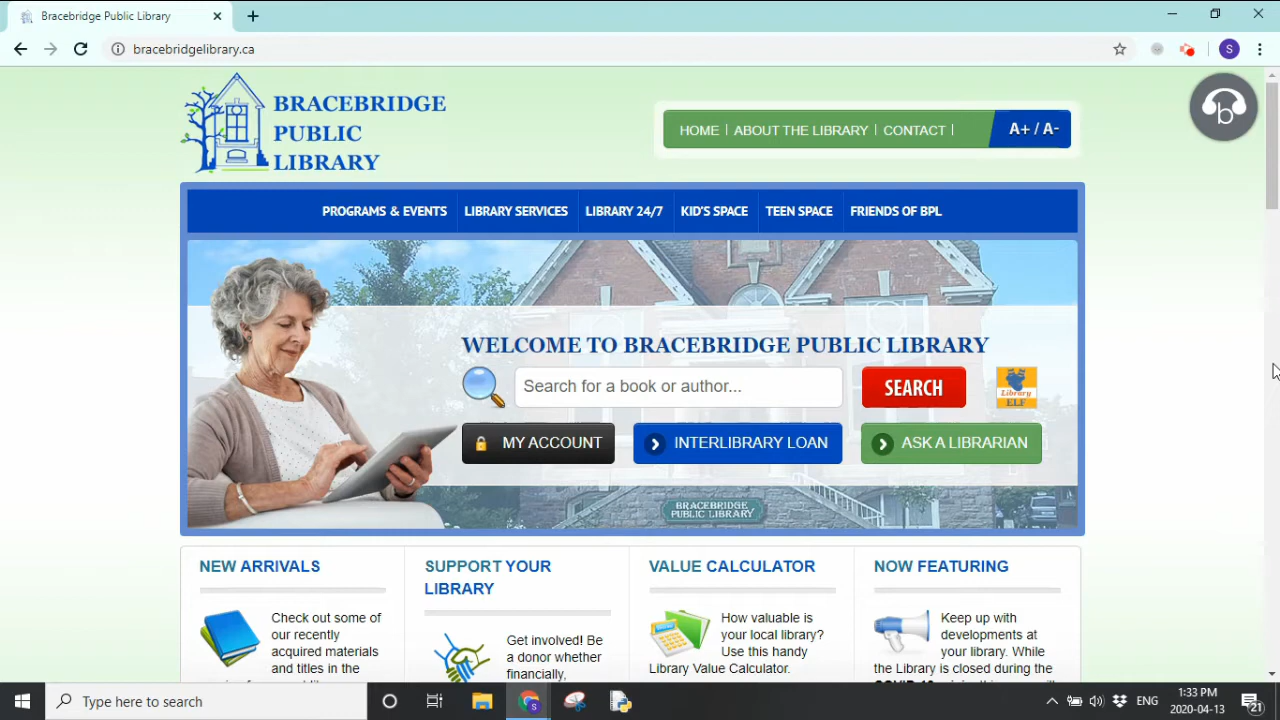 Bracebridge Public Library
bracebridgelibrary.ca
S
BRACEBRIDGE
PUBLIC
LIBRARY
HOME
ABOUT THE LIBRARY
CONTACT
A+ / A-
b
PROGRAMS & EVENTS
LIBRARY SERVICES
LIBRARY 24/7
KID'S SPACE
TEEN SPACE
FRIENDS OF BPL
WELCOME TO BRACEBRIDGE PUBLIC LIBRARY
Search for a book or author...
SEARCH
Library
ELF
MY ACCOUNT
INTERLIBRARY LOAN
ASK A LIBRARIAN
BRACEBRIDGE
PUBLIC LIBRARY
NEW ARRIVALS
Check out some of
our recently
acquired materials
and titles in the
SUPPORT YOUR
LIBRARY
Get involved! Be
a donor whether
financially,
VALUE CALCULATOR
How valuable is
your local library?
Use this handy
Library Value Calculator.
NOW FEATURING
Keep up with
developments at
your library. While
the Library is closed during the
Type here to search
S
ENG
1:33 PM
2020-04-13
21